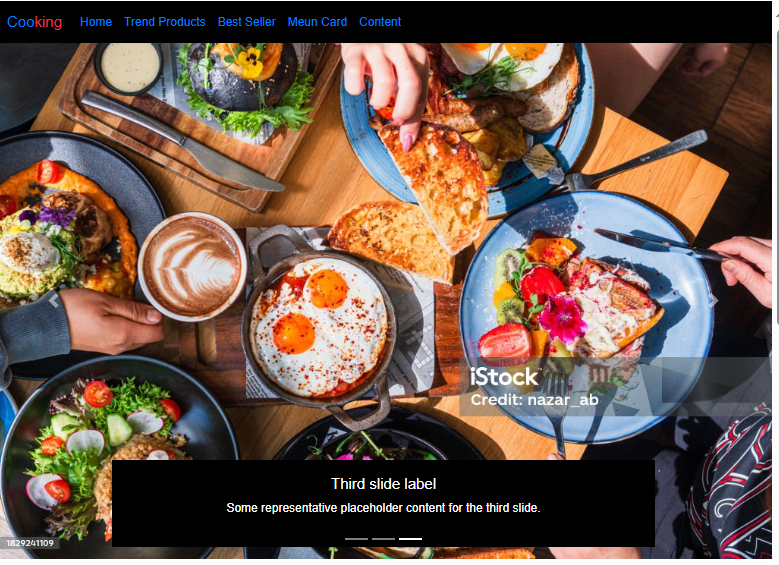 Cooking Home Trend Products Best Seller Meun Card Content
iStock
Credit: nazar_ab
Third slide label
Some representative placeholder content for the third slide.
1829241109